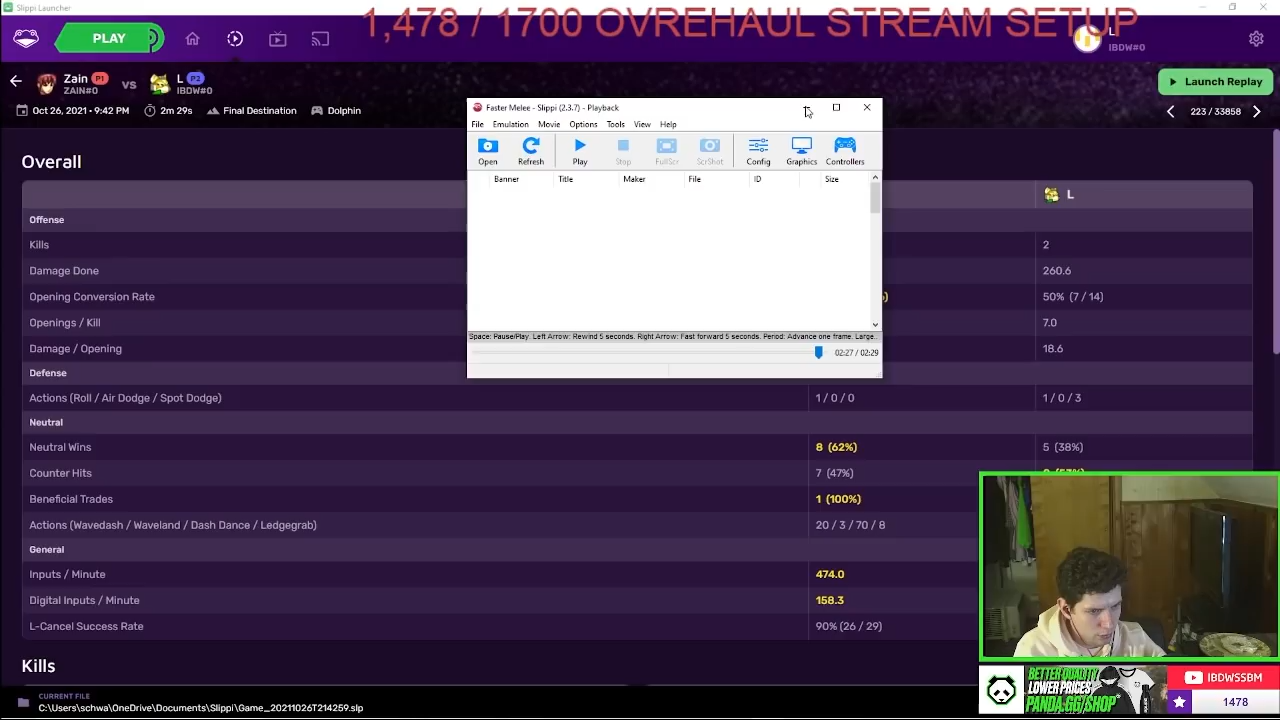 Slippi Launcher
1,478 / 1700 OVREHAUL STREAM SETUP
PLAY
L
IBDW#0
Zain P1
ZAIN#0
VS
L P2
IBDW#0
Launch Replay
Oct 26, 2021 • 9:42 PM
2m 29s
Final Destination
Dolphin
223 / 33858
Faster Melee - Slippi (2.3.7) - Playback
File Emulation Movie Options Tools View Help
Open Refresh Play Stop FullScr ScrShot Config Graphics Controllers
Banner Title Maker File ID Size
Space: Pause/Play. Left Arrow: Rewind 5 seconds. Right Arrow: Fast forward 5 seconds. Period: Advance one frame. Large..
02:27 / 02:29
Overall
L
Offense
Kills 2
Damage Done 260.6
Opening Conversion Rate 50% (7 / 14)
Openings / Kill 7.0
Damage / Opening 18.6
Defense
Actions (Roll / Air Dodge / Spot Dodge) 1 / 0 / 0 1 / 0 / 3
Neutral
Neutral Wins 8 (62%) 5 (38%)
Counter Hits 7 (47%)
Beneficial Trades 1 (100%)
Actions (Wavedash / Waveland / Dash Dance / Ledgegrab) 20 / 3 / 70 / 8
General
Inputs / Minute 474.0
Digital Inputs / Minute 158.3
L-Cancel Success Rate 90% (26 / 29)
Kills
CURRENT FILE
C:\Users\schwa\OneDrive\Documents\Slippi\Game_20211026T214259.slp
BETTER QUALITY
LOWER PRICES
PANDA.GG/SHOP
IBDWSSBM
1478